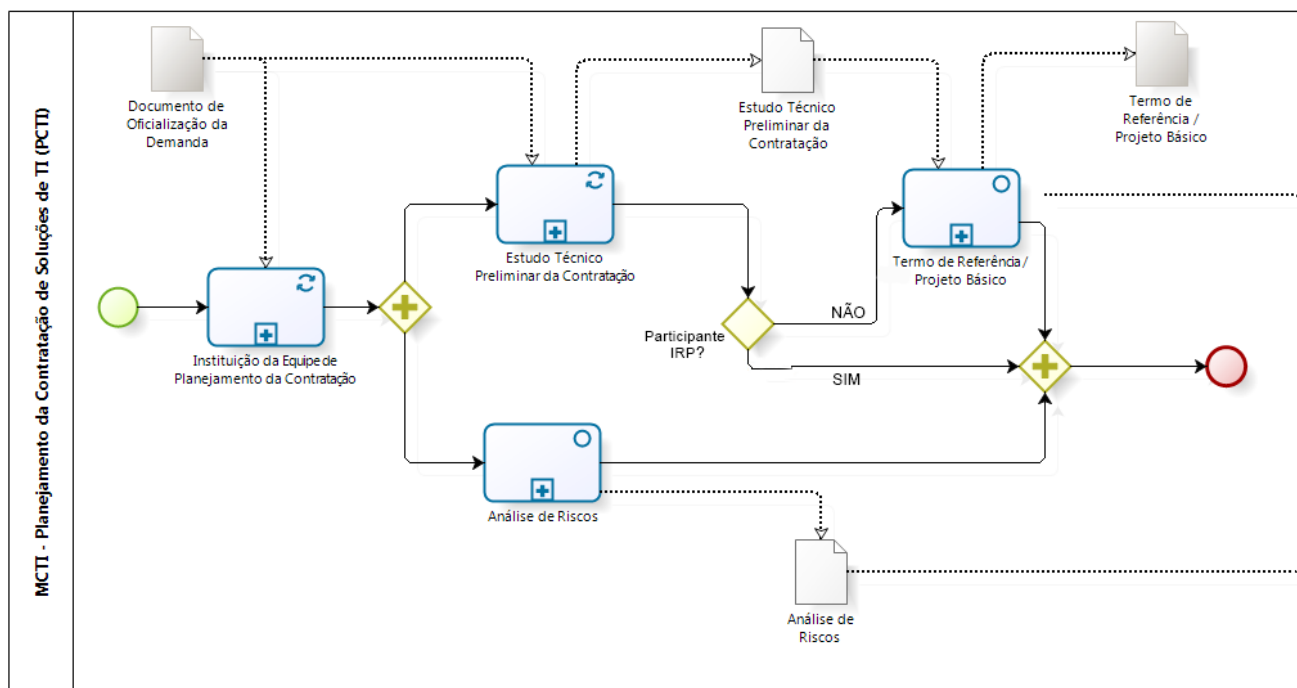 MCTI - Planejamento da Contratação de Soluções de TI (PCTI)
Documento de
Oficialização da
Demanda
Estudo Técnico
Preliminar da
Contratação
Termo de
Referência /
Projeto Básico
Estudo Técnico
Preliminar da Contratação
Termo de Referência/
Projeto Básico
Instituição da Equipe de
Planejamento da Contratação
Participante
IRP?
NÃO
SIM
Análise de Riscos
Análise de
Riscos